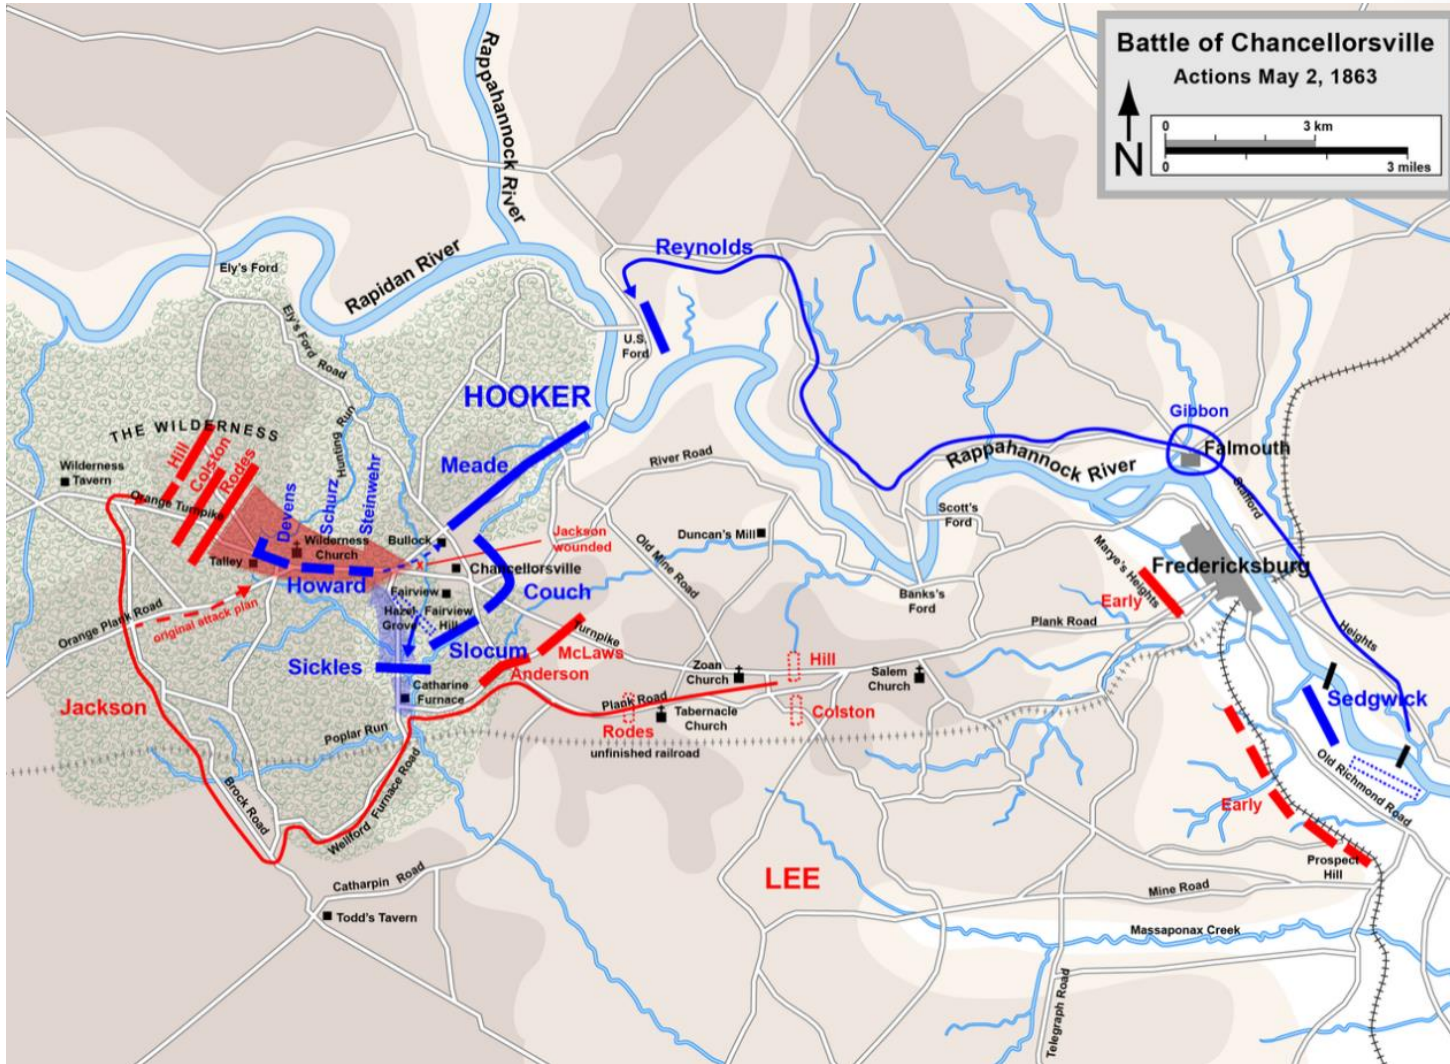 Battle of Chancellorsville
Actions May 2, 1863
N
0
3 km
0
3 miles
Rappahannock River
Rapidan River
Ely's Ford
Ely's Ford Road
Hunting Run
Reynolds
U.S.
Ford
HOOKER
Meade
THE WILDERNESS
Hill
Colston
Rodes
Wilderness
Tavern
Orange Turnpike
Devens
Schurz
Steinwehr
Wilderness
Church
Bullock
Talley
Howard
Jackson
wounded
x
Chancellorsville
Fairview
Couch
Hazel
Grove
Fairview
Hill
Orange Plank Road
original attack plan
Sickles
Slocum
Turnpike
McLaws
Anderson
Catharine
Furnace
Jackson
Poplar Run
Brock Road
Wellford Furnace Road
Catharpin Road
Todd's Tavern
River Road
Old Mine Road
Duncan's Mill
Scott's
Ford
Banks's
Ford
Rappahannock River
Gibbon
Falmouth
Stafford
Heights
Fredericksburg
Marye's Heights
Early
Plank Road
Zoan
Church
Hill
Salem
Church
Plank Road
Rodes
Tabernacle
Church
Colston
unfinished railroad
Sedgwick
Old Richmond Road
Early
Prospect
Hill
LEE
Mine Road
Massaponax Creek
Telegraph Road